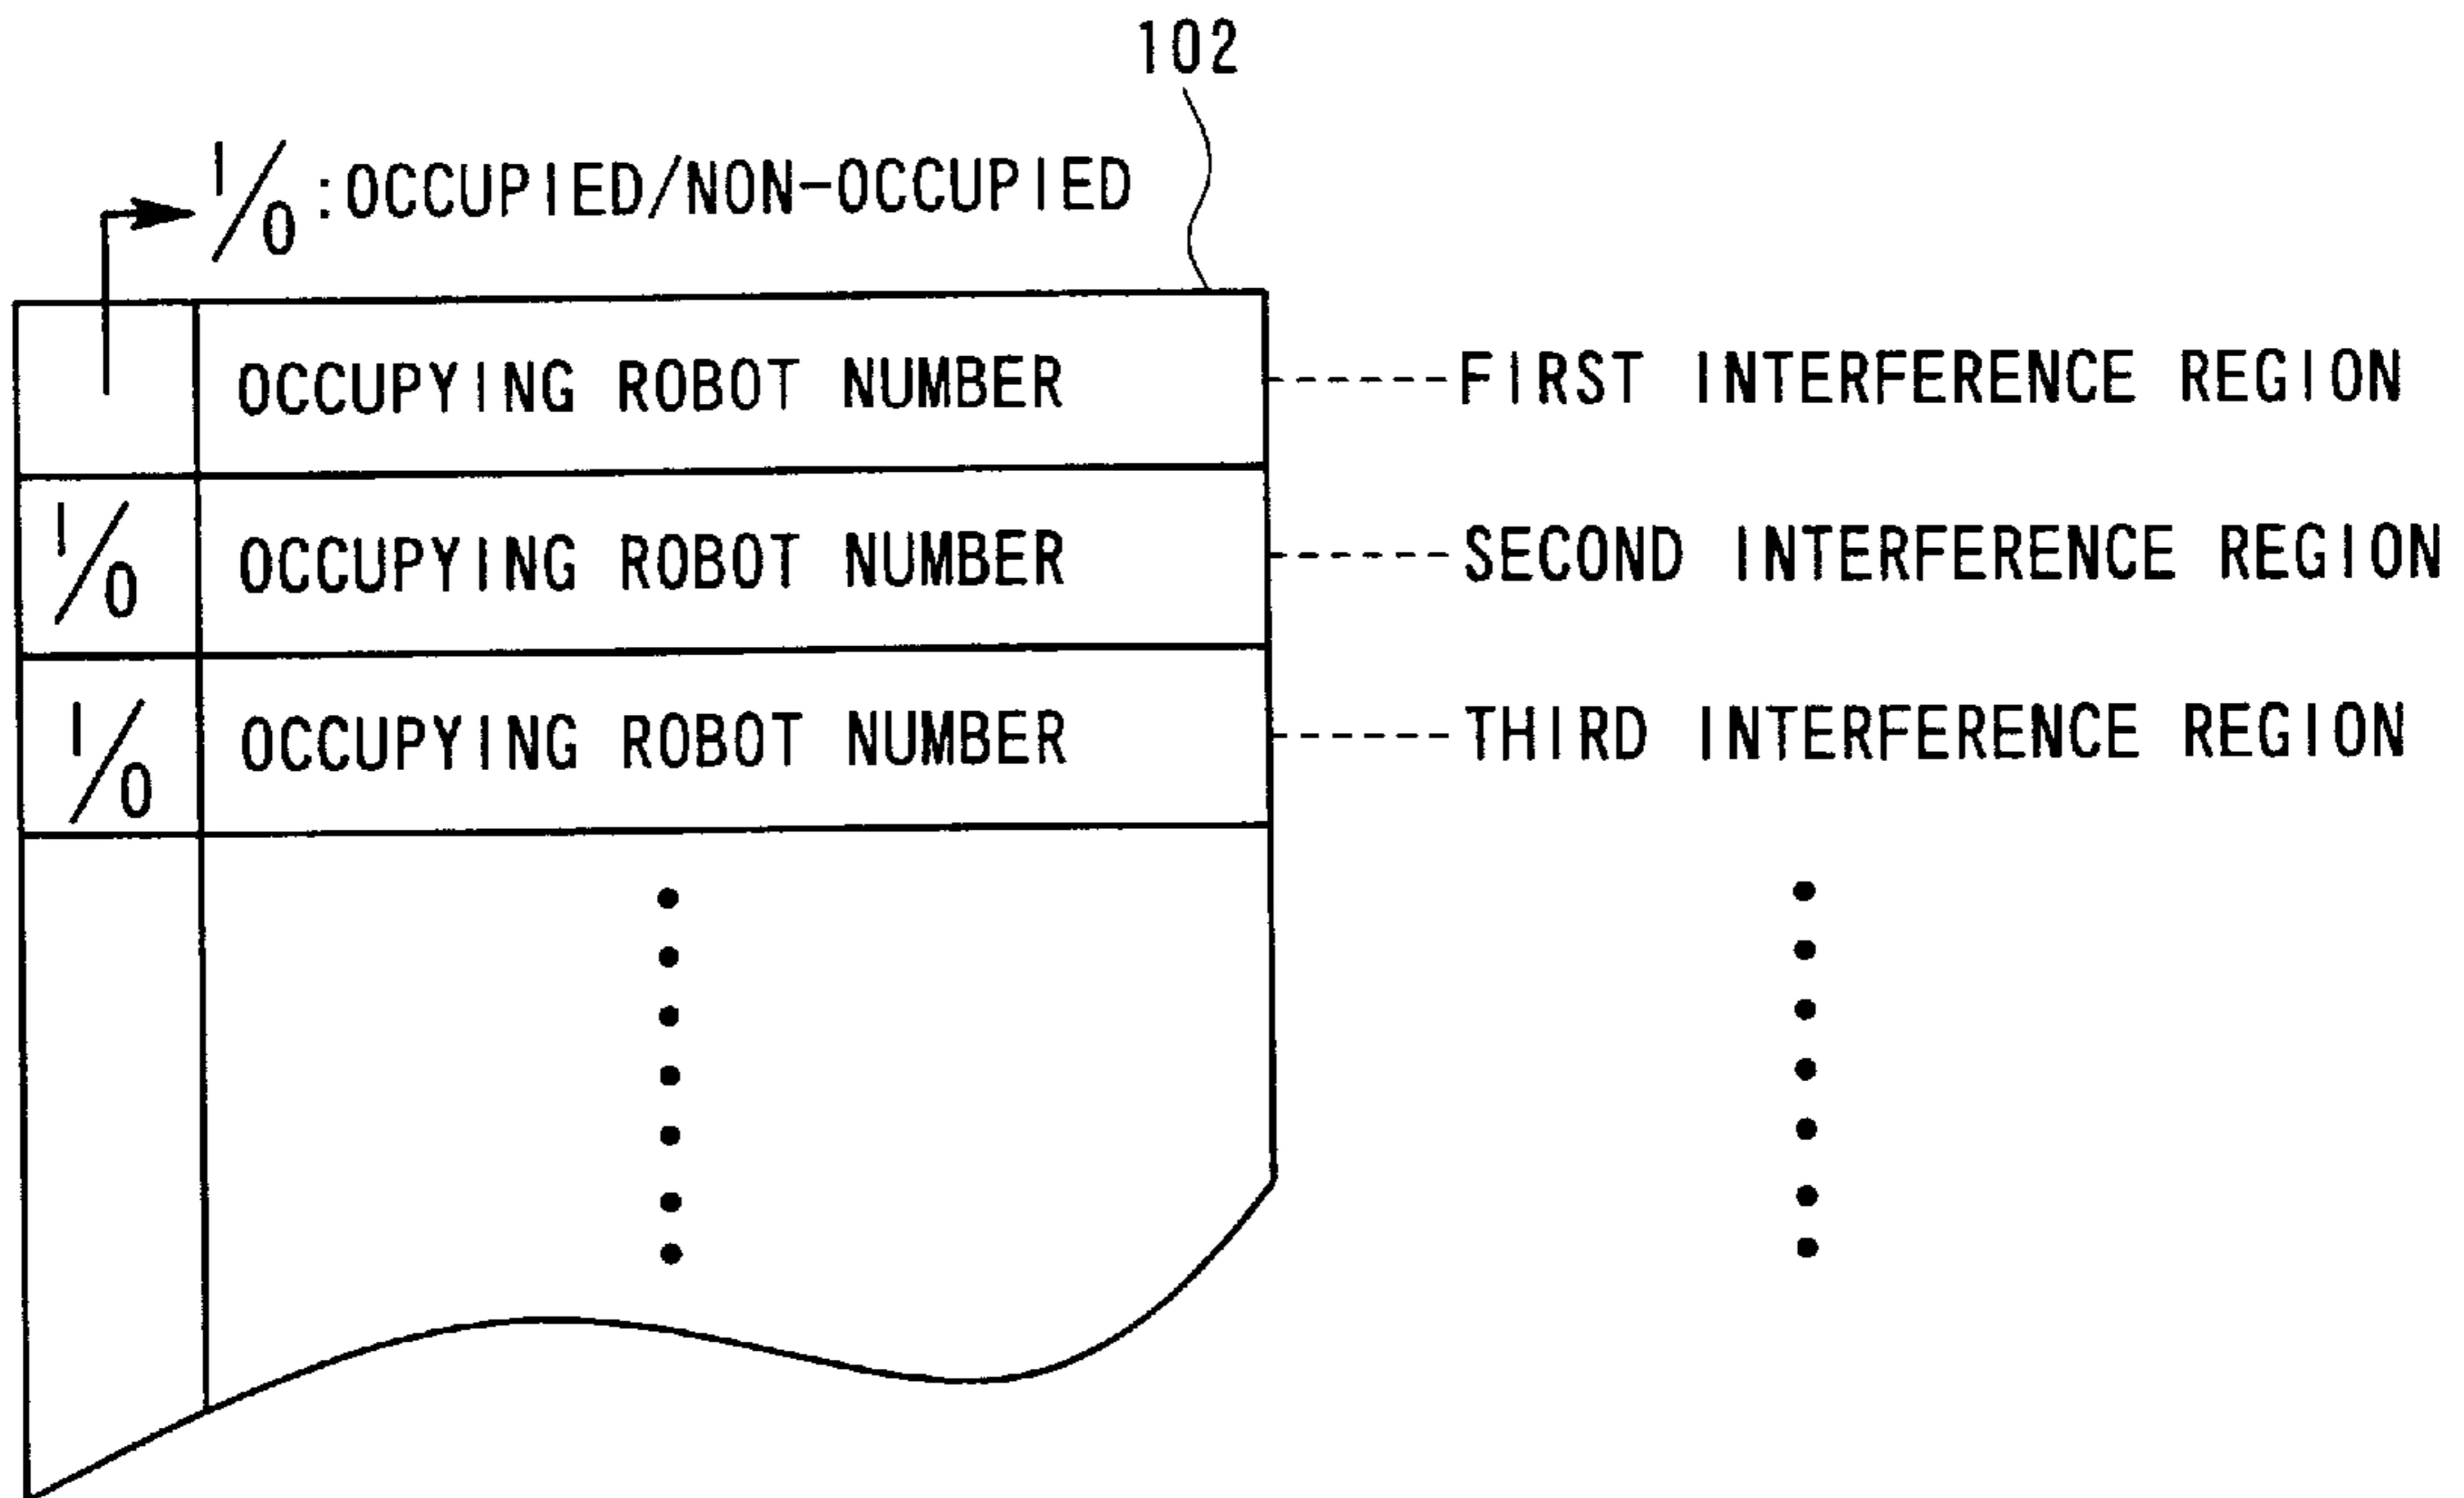 102
1/0 :OCCUPIED/NON-OCCUPIED
OCCUPYING ROBOT NUMBER FIRST INTERFERENCE REGION
1/0 OCCUPYING ROBOT NUMBER SECOND INTERFERENCE REGION
1/0 OCCUPYING ROBOT NUMBER THIRD INTERFERENCE REGION